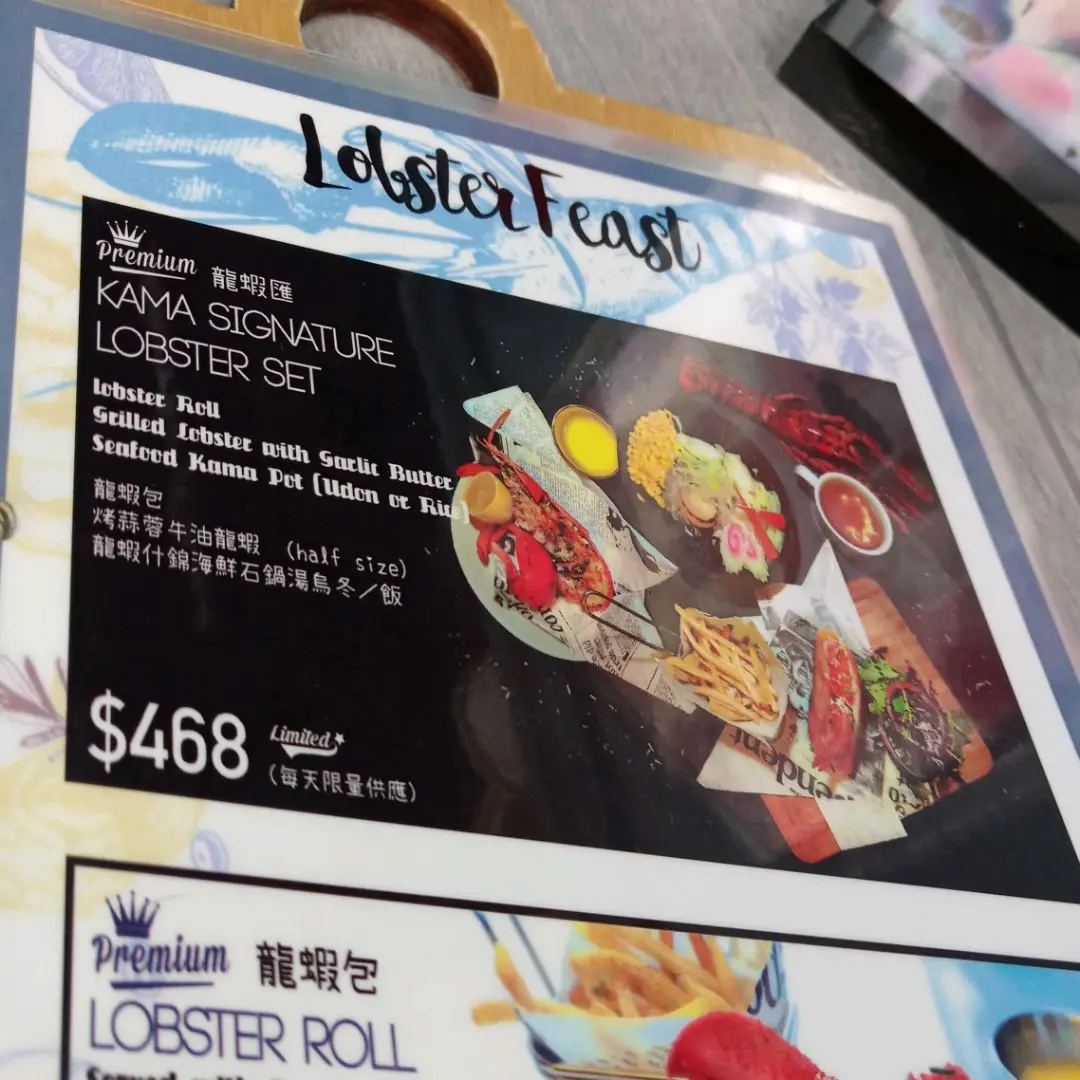 Lobster Feast
Premium 龍蝦匯
KAMA SIGNATURE
LOBSTER SET
Lobster Roll
Grilled Lobster with Garlic Butter
Seafood Kama Pot (Udon or Rice)
龍蝦包
烤蒜蓉牛油龍蝦 (half size)
龍蝦什錦海鮮石鍋湯烏冬/飯
$468 Limited
(每天限量供應)
Premium 龍蝦包
LOBSTER ROLL